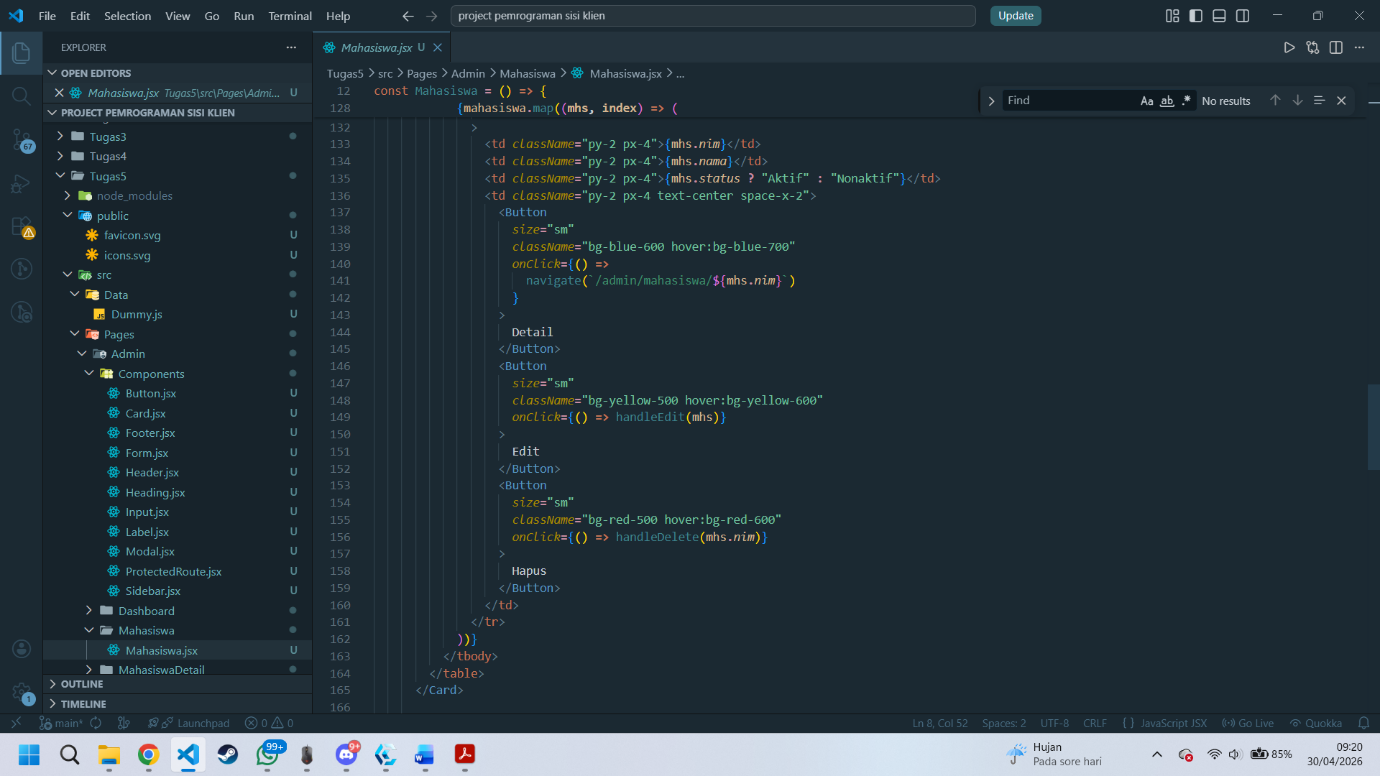 File Edit Selection View Go Run Terminal Help
project pemrograman sisi klien
Update
EXPLORER
Mahasiswa.jsx U
OPEN EDITORS
Mahasiswa.jsx Tugas5\src\Pages\Admi... U
PROJECT PEMROGRAMAN SISI KLIEN
Tugas3
Tugas4
Tugas5
node_modules
public
favicon.svg U
icons.svg U
src
Data
Dummy.js U
Pages
Admin
Components
Button.jsx U
Card.jsx U
Footer.jsx U
Form.jsx U
Header.jsx U
Heading.jsx U
Input.jsx U
Label.jsx U
Modal.jsx U
ProtectedRoute.jsx U
Sidebar.jsx U
Dashboard
Mahasiswa
Mahasiswa.jsx U
MahasiswaDetail
OUTLINE
TIMELINE
67
1
Tugas5 > src > Pages > Admin > Mahasiswa > Mahasiswa.jsx > ...
Find Aa ab .* No results
12 const Mahasiswa = () => {
128 {mahasiswa.map((mhs, index) => (
132 >
133 <td className="py-2 px-4">{mhs.nim}</td>
134 <td className="py-2 px-4">{mhs.nama}</td>
135 <td className="py-2 px-4">{mhs.status ? "Aktif" : "Nonaktif"}</td>
136 <td className="py-2 px-4 text-center space-x-2">
137 <Button
138 size="sm"
139 className="bg-blue-600 hover:bg-blue-700"
140 onClick={() =>
141 navigate(`/admin/mahasiswa/${mhs.nim}`)
142 }
143 >
144 Detail
145 </Button>
146 <Button
147 size="sm"
148 className="bg-yellow-500 hover:bg-yellow-600"
149 onClick={() => handleEdit(mhs)}
150 >
151 Edit
152 </Button>
153 <Button
154 size="sm"
155 className="bg-red-500 hover:bg-red-600"
156 onClick={() => handleDelete(mhs.nim)}
157 >
158 Hapus
159 </Button>
160 </td>
161 </tr>
162 ))}
163 </tbody>
164 </table>
165 </Card>
166
main* Launchpad 0 0
Ln 8, Col 52 Spaces: 2 UTF-8 CRLF { } JavaScript JSX Go Live Quokka
99+
9+
Hujan
Pada sore hari
85%
09:20
30/04/2026